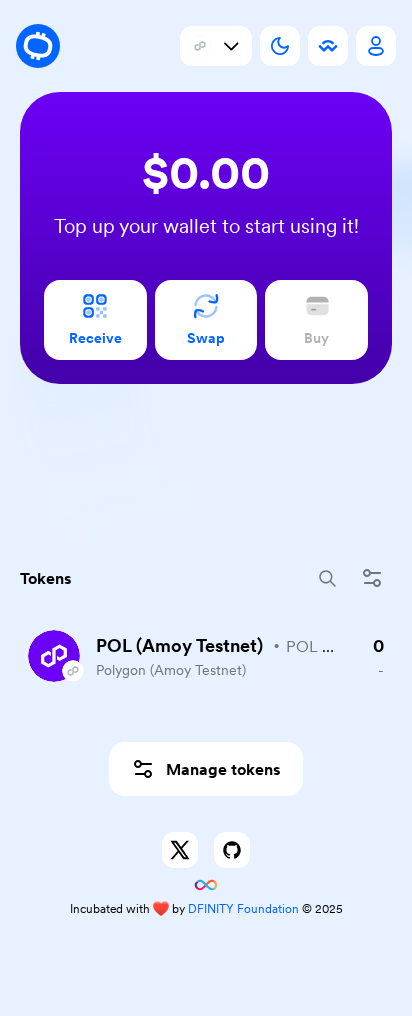 $0.00
Top up your wallet to start using it!
Receive
Swap
Buy
Tokens
POL (Amoy Testnet) • POL ... 0
Polygon (Amoy Testnet) -
Manage tokens
Incubated with ❤️ by DFINITY Foundation © 2025